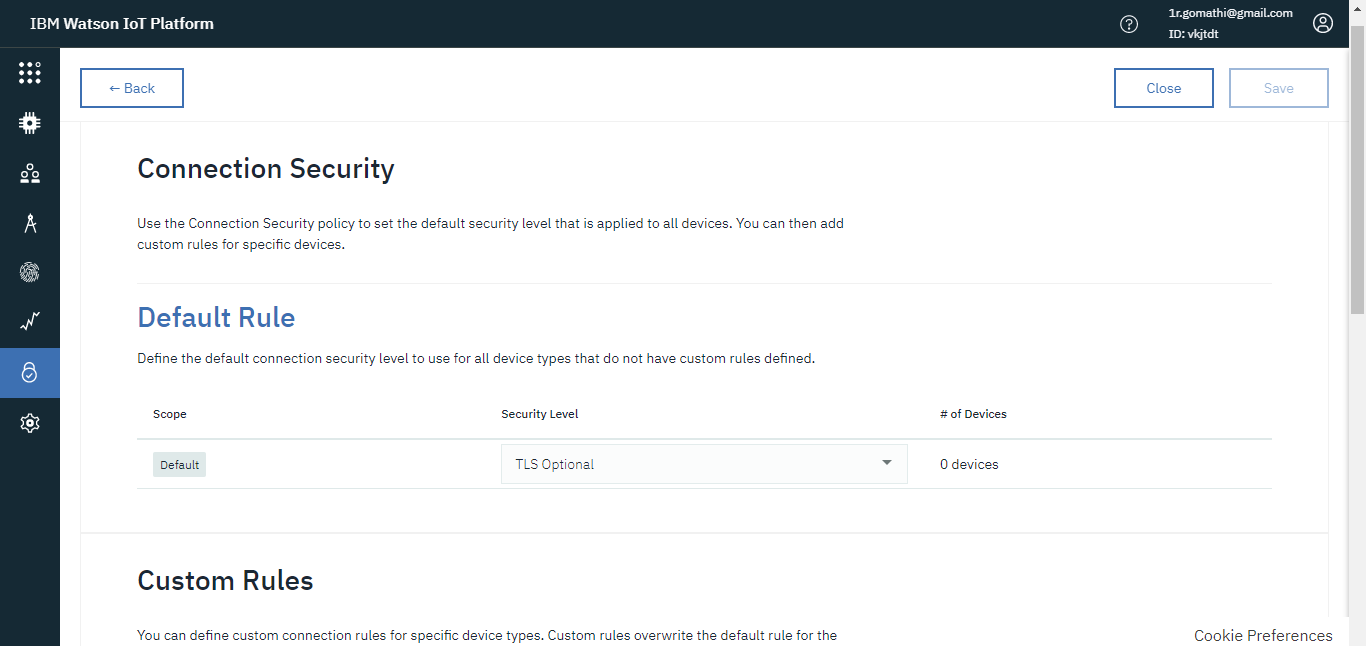 IBM Watson IoT Platform
1r.gomathi@gmail.com
ID: vkjtdt
← Back
Close
Save
Connection Security
Use the Connection Security policy to set the default security level that is applied to all devices. You can then add
custom rules for specific devices.
Default Rule
Define the default connection security level to use for all device types that do not have custom rules defined.
Scope
Security Level
# of Devices
Default
TLS Optional
0 devices
Custom Rules
You can define custom connection rules for specific device types. Custom rules overwrite the default rule for the
Cookie Preferences